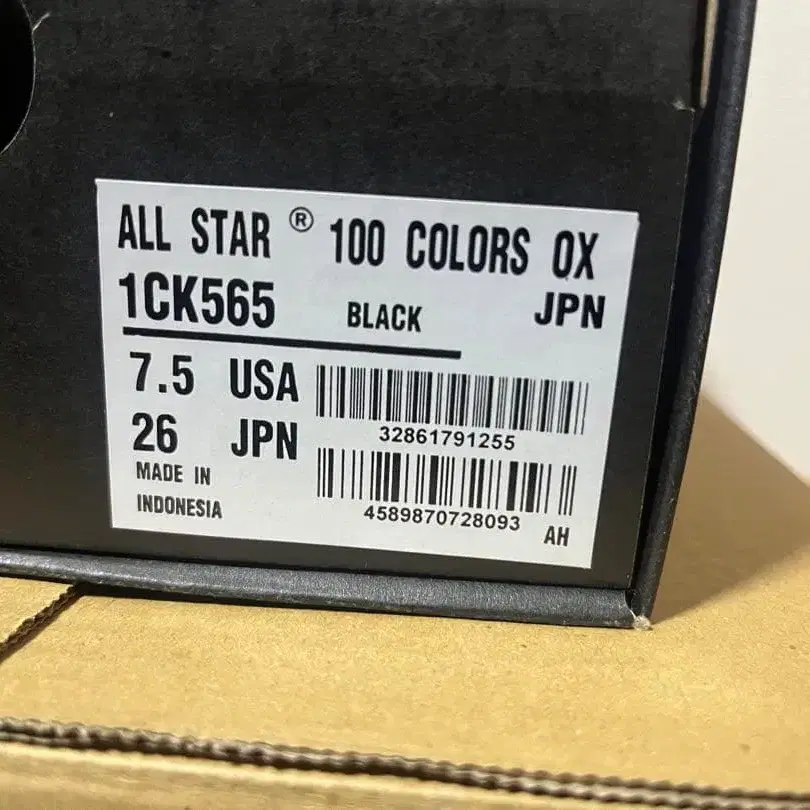 ALL STAR ® 100 COLORS OX
1CK565 BLACK JPN
7.5 USA
32861791255
26 JPN
MADE IN
INDONESIA
4589870728093 AH